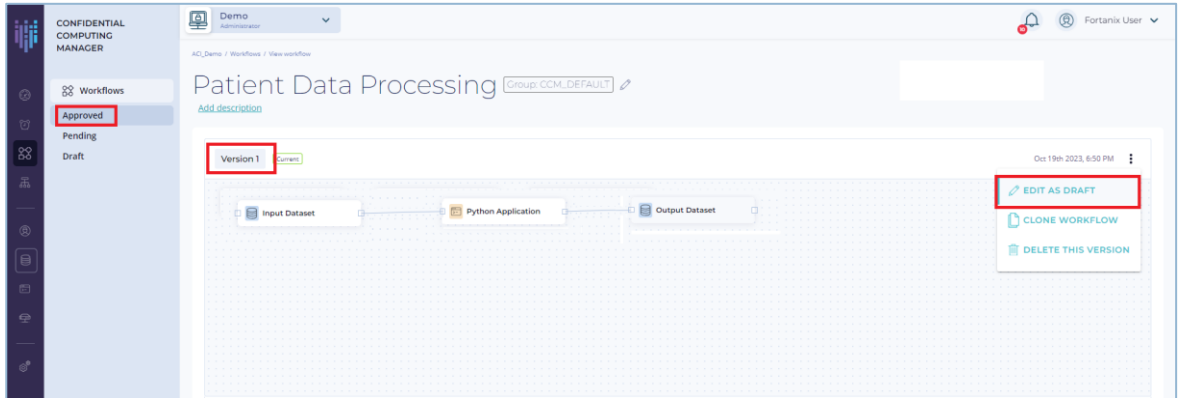 CONFIDENTIAL
COMPUTING
MANAGER
Demo
Administrator
Fortanix User
ACI_Demo / Workflows / View workflow
Workflows
Approved
Pending
Draft
Patient Data Processing Group: CCM_DEFAULT
Add description
Version 1 Current
Oct 19th 2023, 6:50 PM
Input Dataset
Python Application
Output Dataset
EDIT AS DRAFT
CLONE WORKFLOW
DELETE THIS VERSION